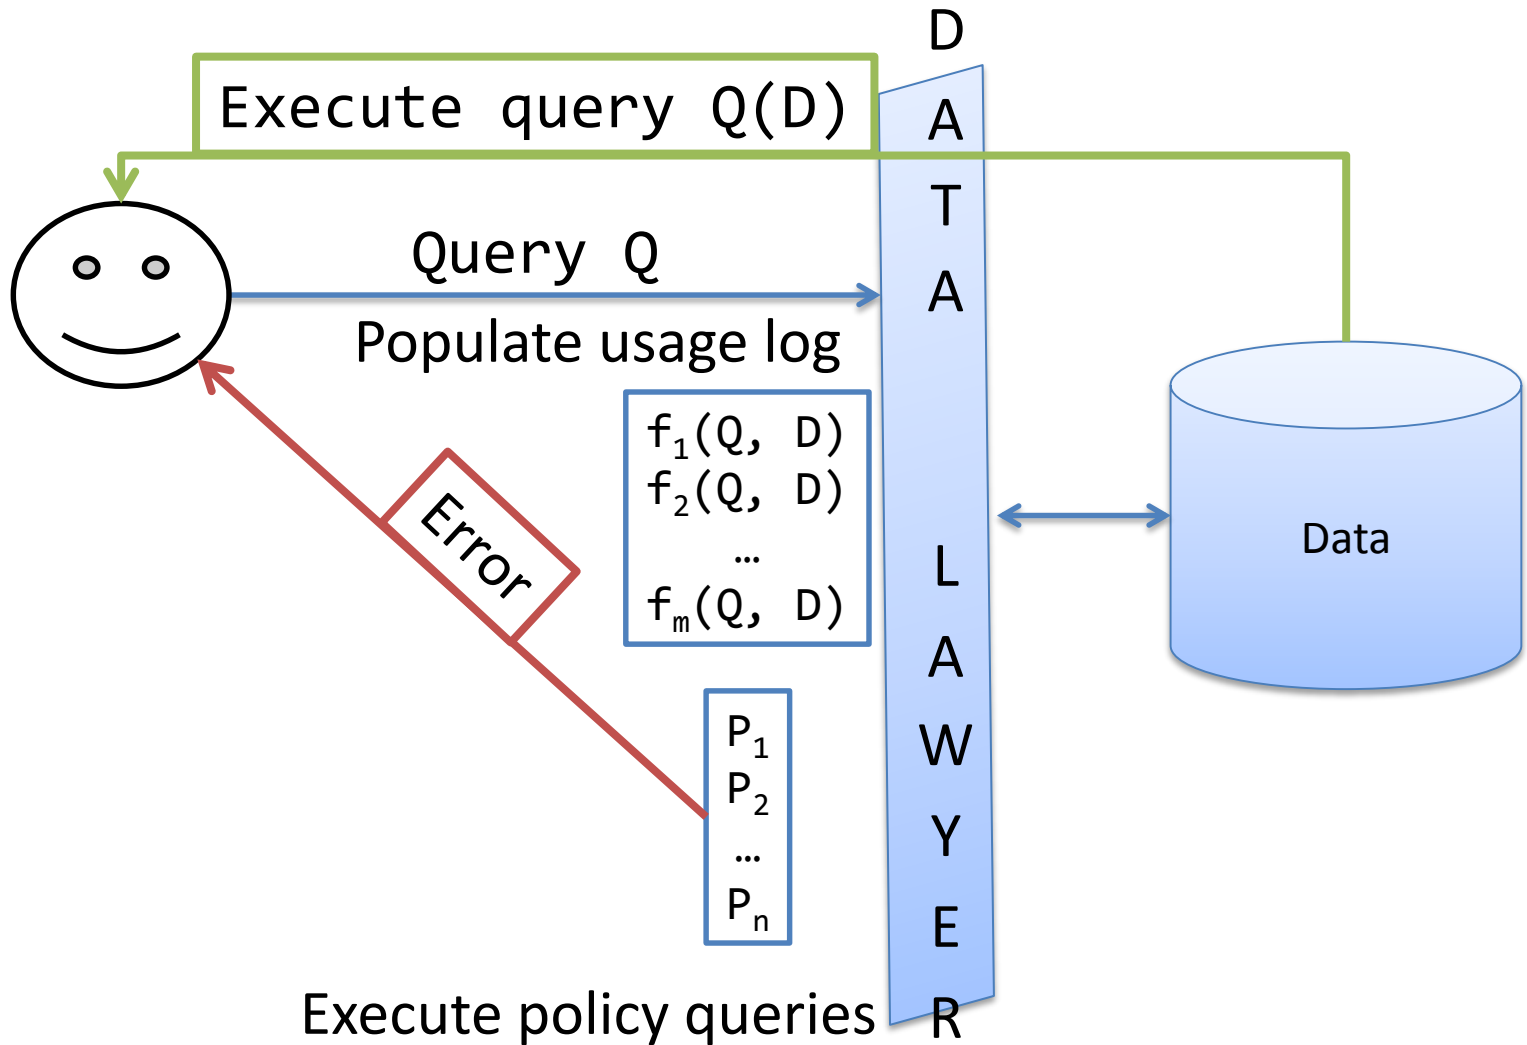 Execute query Q(D)
Query Q
Populate usage log
f1(Q, D)
f2(Q, D)
…
fm(Q, D)
Error
P1
P2
…
Pn
Execute policy queries
D
A
T
A
L
A
W
Y
E
R
Data